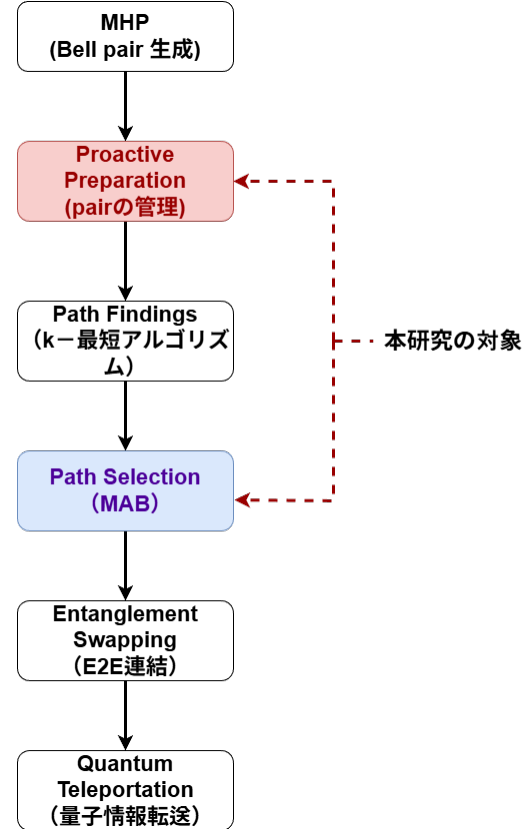 MHP
(Bell pair 生成)
Proactive
Preparation
(pairの管理)
Path Findings
（k－最短アルゴリズ
ム）
本研究の対象
Path Selection
（MAB）
Entanglement
Swapping
（E2E連結）
Quantum
Teleportation
（量子情報転送）